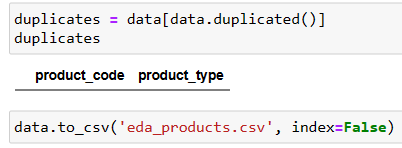 duplicates = data[data.duplicated()]
duplicates
product_code product_type
data.to_csv('eda_products.csv', index=False)